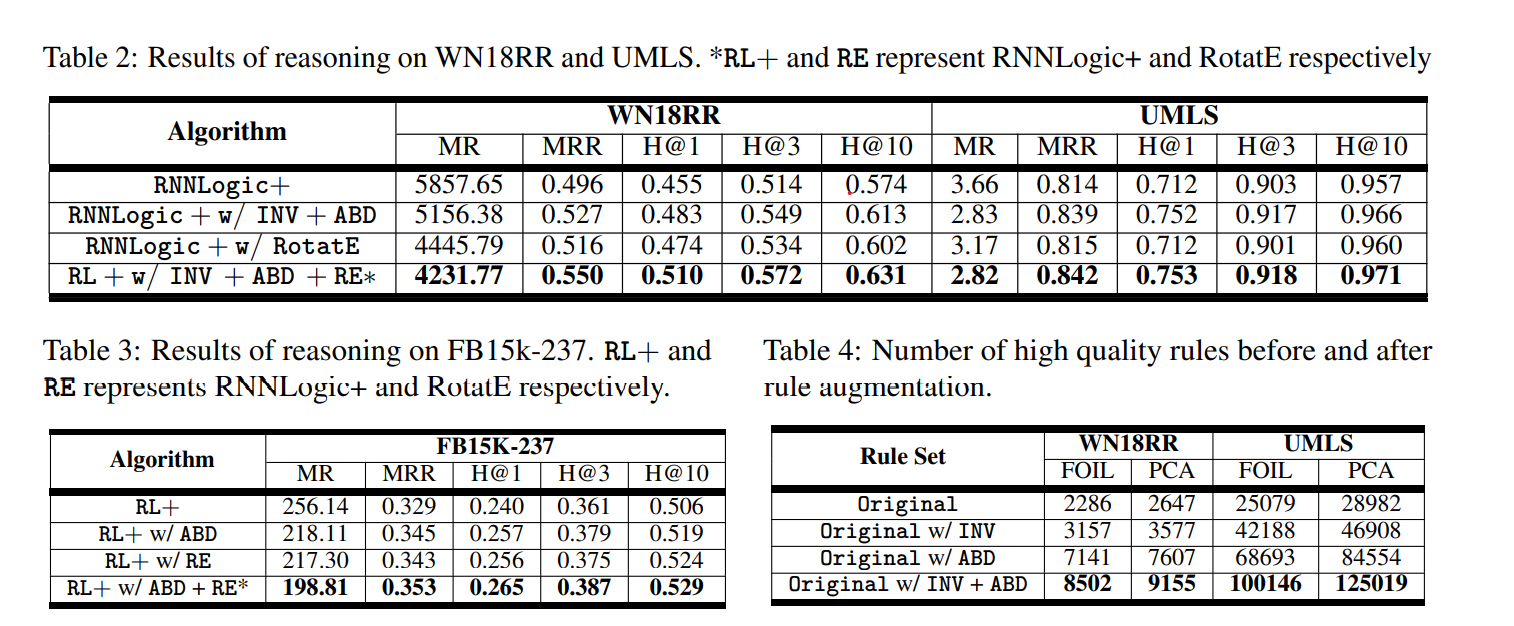 Table 2: Results of reasoning on WN18RR and UMLS. *RL+ and RE represent RNNLogic+ and RotatE respectively
Algorithm WN18RR UMLS
MR MRR H@1 H@3 H@10 MR MRR H@1 H@3 H@10
RNNLogic+ 5857.65 0.496 0.455 0.514 0.574 3.66 0.814 0.712 0.903 0.957
RNNLogic + w/ INV + ABD 5156.38 0.527 0.483 0.549 0.613 2.83 0.839 0.752 0.917 0.966
RNNLogic + w/ RotatE 4445.79 0.516 0.474 0.534 0.602 3.17 0.815 0.712 0.901 0.960
RL + w/ INV + ABD + RE* 4231.77 0.550 0.510 0.572 0.631 2.82 0.842 0.753 0.918 0.971
Table 3: Results of reasoning on FB15k-237. RL+ and
RE represents RNNLogic+ and RotatE respectively.
Algorithm FB15K-237
MR MRR H@1 H@3 H@10
RL+ 256.14 0.329 0.240 0.361 0.506
RL+ w/ ABD 218.11 0.345 0.257 0.379 0.519
RL+ w/ RE 217.30 0.343 0.256 0.375 0.524
RL+ w/ ABD + RE* 198.81 0.353 0.265 0.387 0.529
Table 4: Number of high quality rules before and after
rule augmentation.
Rule Set WN18RR UMLS
FOIL PCA FOIL PCA
Original 2286 2647 25079 28982
Original w/ INV 3157 3577 42188 46908
Original w/ ABD 7141 7607 68693 84554
Original w/ INV + ABD 8502 9155 100146 125019